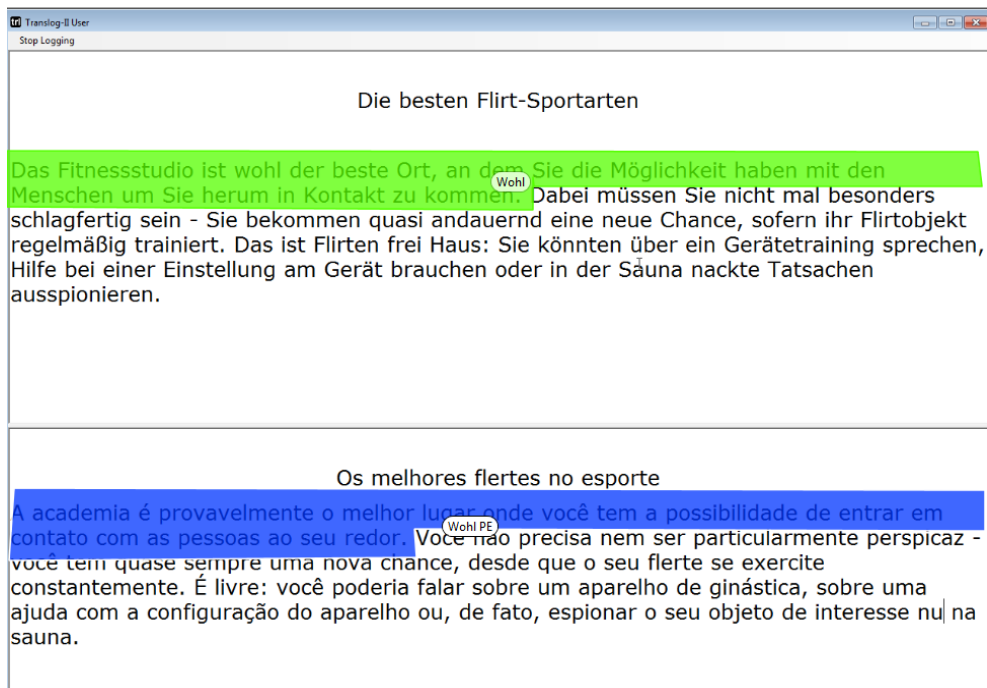 Translog-II User
Stop Logging
Die besten Flirt-Sportarten
Das Fitnessstudio ist wohl der beste Ort, an dem Sie die Möglichkeit haben mit den
Wohl
Menschen um Sie herum in Kontakt zu kommen. Dabei müssen Sie nicht mal besonders
schlagfertig sein - Sie bekommen quasi andauernd eine neue Chance, sofern ihr Flirtobjekt
regelmäßig trainiert. Das ist Flirten frei Haus: Sie könnten über ein Gerätetraining sprechen,
Hilfe bei einer Einstellung am Gerät brauchen oder in der Sauna nackte Tatsachen
ausspionieren.
Os melhores flertes no esporte
A academia é provavelmente o melhor lugar onde você tem a possibilidade de entrar em
Wohl PE
contato com as pessoas ao seu redor. Você não precisa nem ser particularmente perspicaz -
você tem quase sempre uma nova chance, desde que o seu flerte se exercite
constantemente. É livre: você poderia falar sobre um aparelho de ginástica, sobre uma
ajuda com a configuração do aparelho ou, de fato, espionar o seu objeto de interesse nu na
sauna.